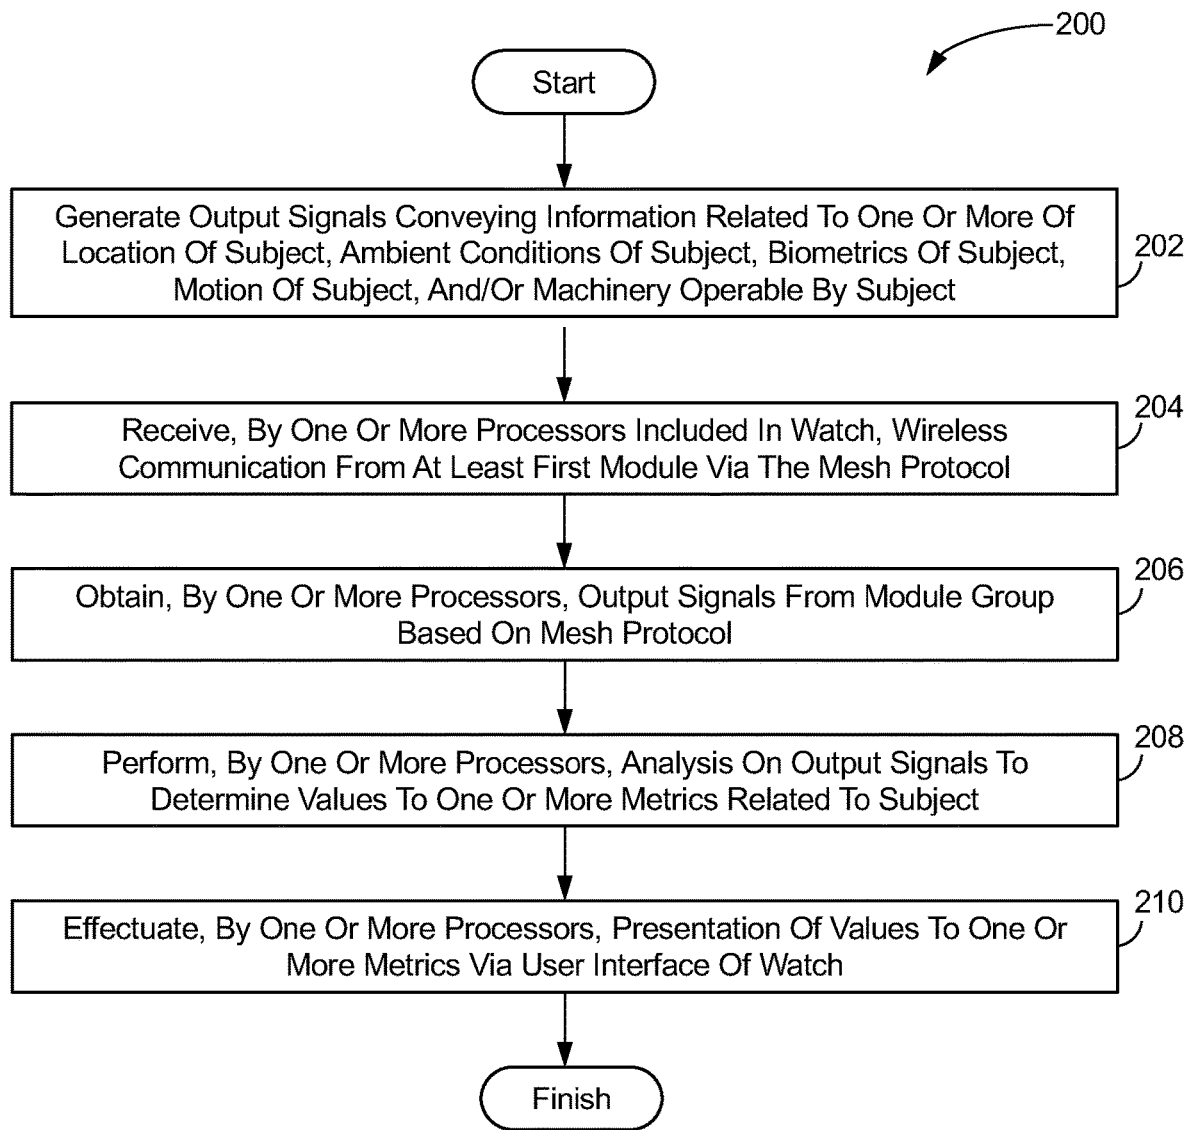 200
Start
Generate Output Signals Conveying Information Related To One Or More Of
Location Of Subject, Ambient Conditions Of Subject, Biometrics Of Subject,
Motion Of Subject, And/Or Machinery Operable By Subject
202
Receive, By One Or More Processors Included In Watch, Wireless
Communication From At Least First Module Via The Mesh Protocol
204
Obtain, By One Or More Processors, Output Signals From Module Group
Based On Mesh Protocol
206
Perform, By One Or More Processors, Analysis On Output Signals To
Determine Values To One Or More Metrics Related To Subject
208
Effectuate, By One Or More Processors, Presentation Of Values To One Or
More Metrics Via User Interface Of Watch
210
Finish